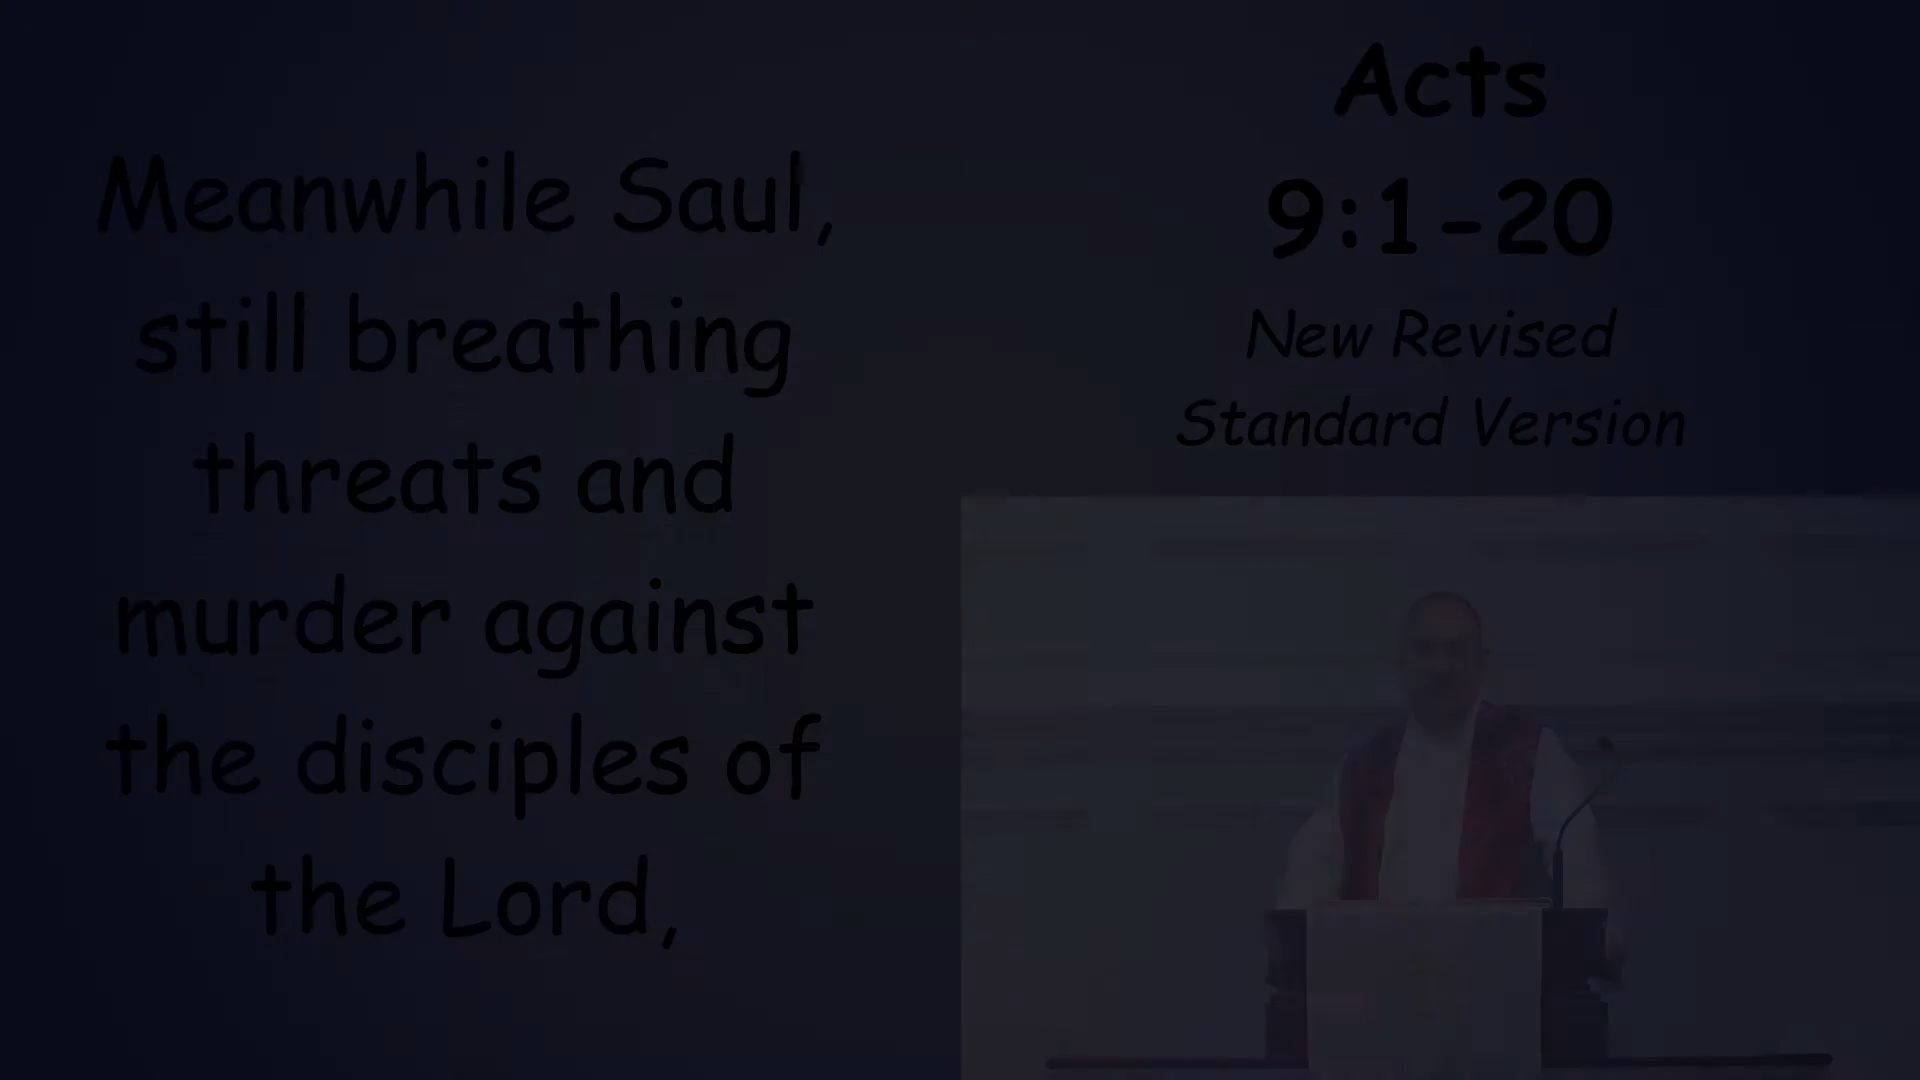 Meanwhile Saul,
still breathing
threats and
murder against
the disciples of
the Lord,
Acts
9:1-20
New Revised
Standard Version